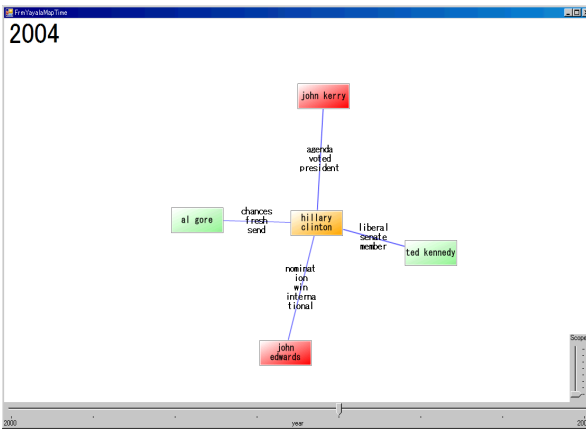 FrmYayalaMapTime
2004
john kerry
agenda
voted
president
al gore
chances
fresh
send
hillary
clinton
liberal
senate
member
ted kennedy
nominat
ion
win
interna
tional
john
edwards
Scope
2000
year